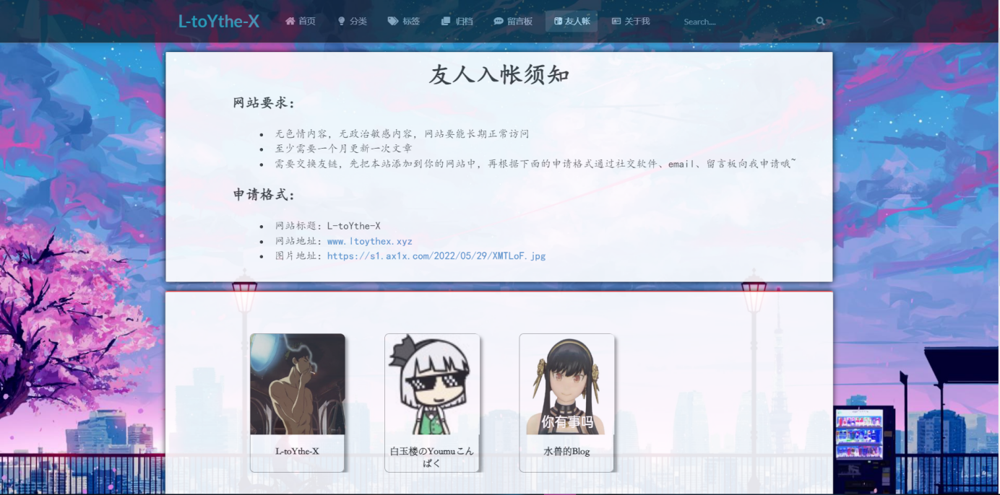 L-toYthe-X 首页 分类 标签 归档 留言板 友人帐 关于我 Search....
友人入帐须知
网站要求：
无色情内容，无政治敏感内容，网站要能长期正常访问
至少需要一个月更新一次文章
需要交换友链，先把本站添加到你的网站中，再根据下面的申请格式通过社交软件、email、留言板向我申请哦~
申请格式：
网站标题：L-toYthe-X
网站地址：www.ltoythex.xyz
图片地址：https://s1.ax1x.com/2022/05/29/XMTLoF.jpg
你有事吗
L-toYthe-X
白玉楼のYoumuこん
ぱく
水兽的Blog